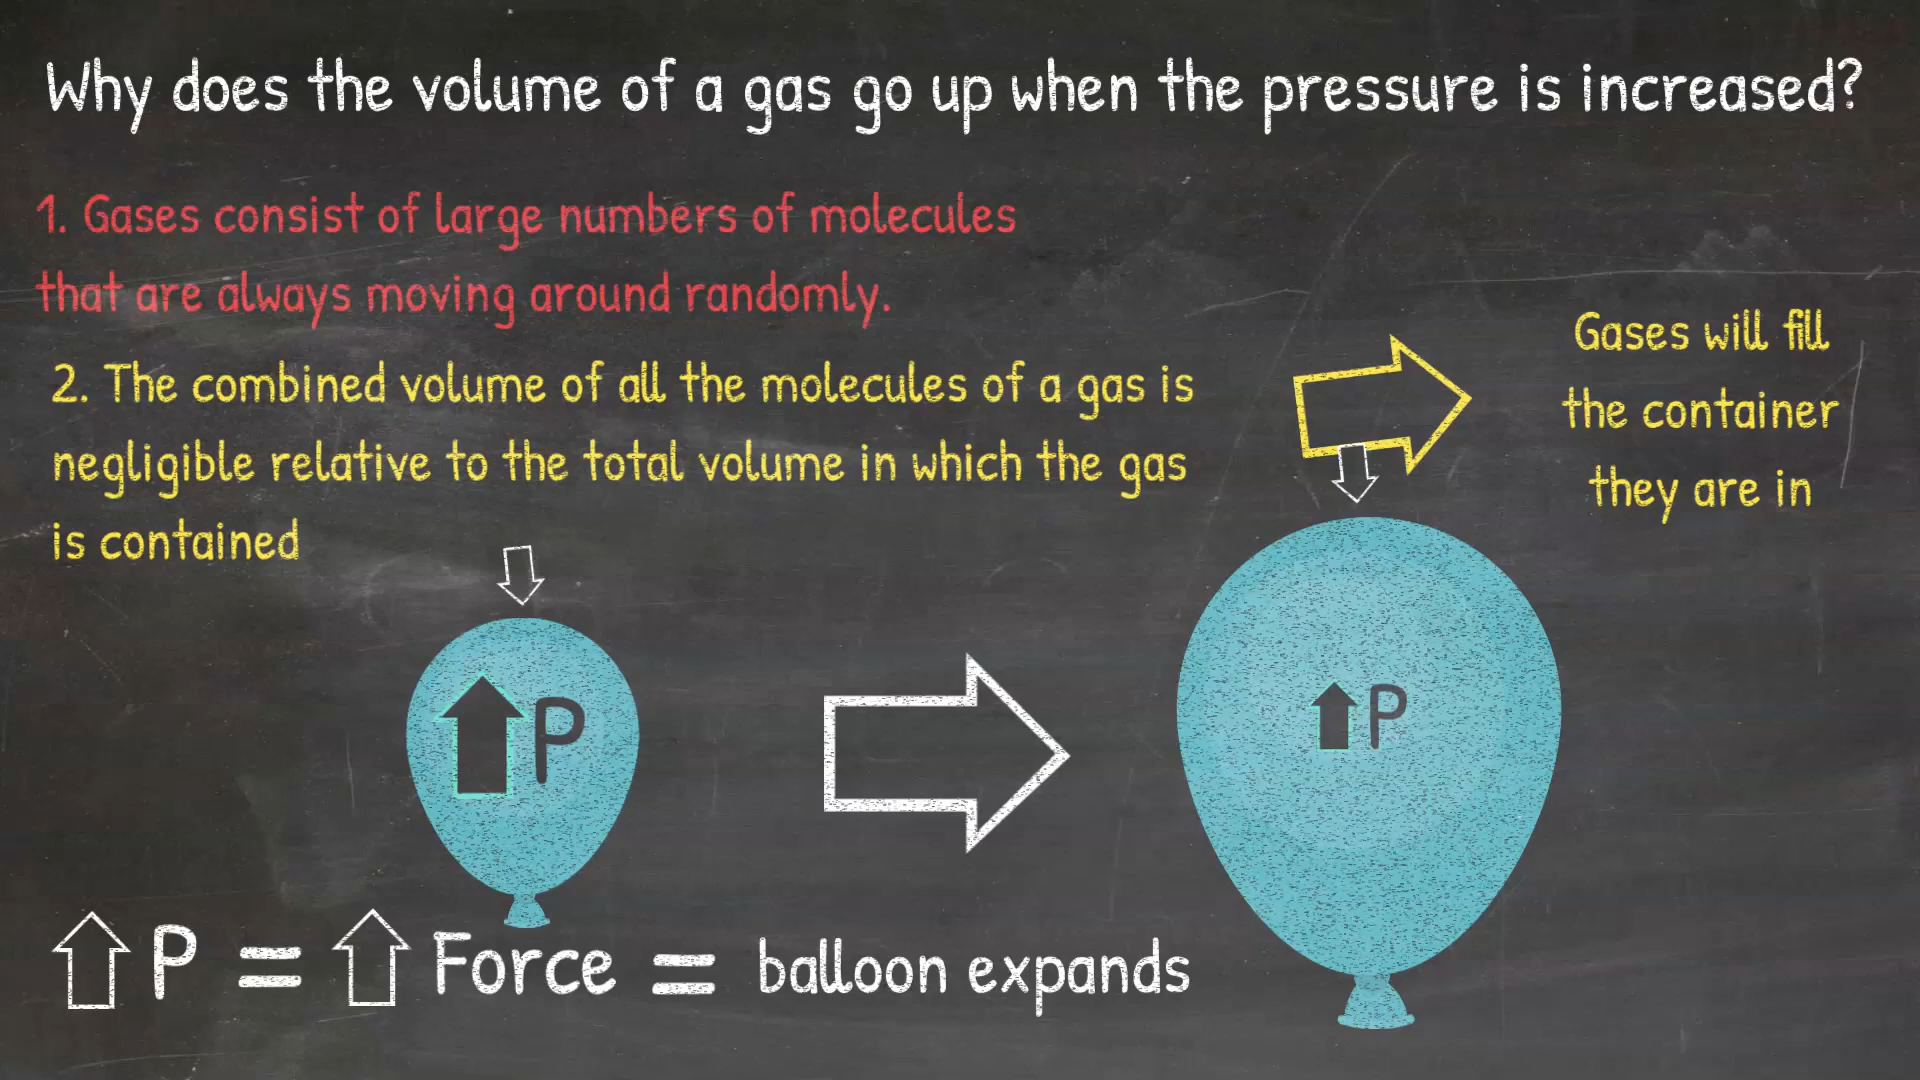 Why does the volume of a gas go up when the pressure is increased?
1. Gases consist of large numbers of molecules
that are always moving around randomly.
2. The combined volume of all the molecules of a gas is
negligible relative to the total volume in which the gas
is contained
Gases will fill
the container
they are in
P
P
P = Force = balloon expands